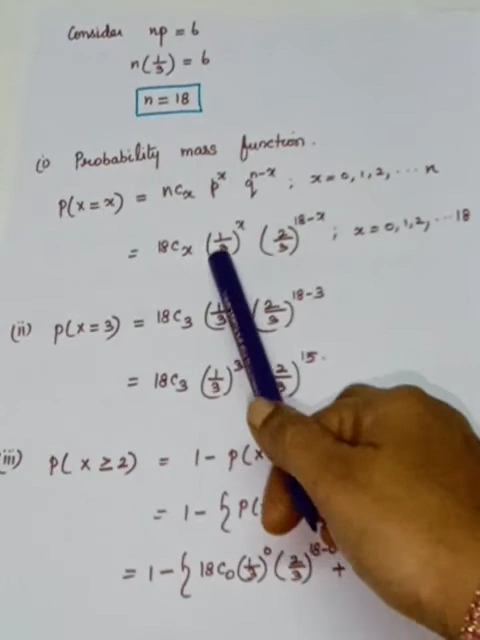 Consider np = 6
n(1/3) = 6
n = 18
(i) Probability mass function.
P(x=x) = nCx p^x q^(n-x) ; x=0,1,2,...n
= 18Cx (1/3)^x (2/3)^(18-x) ; x=0,1,2,...18
(ii) P(x=3) = 18C3 (1/3) (2/3)^(18-3)
= 18C3 (1/3)^3 (2/3)^15.
(iii) P(x≥2) = 1 - P(x
= 1 - { P(
= 1 - { 18C0 (1/3)^0 (2/3)^18-0 +